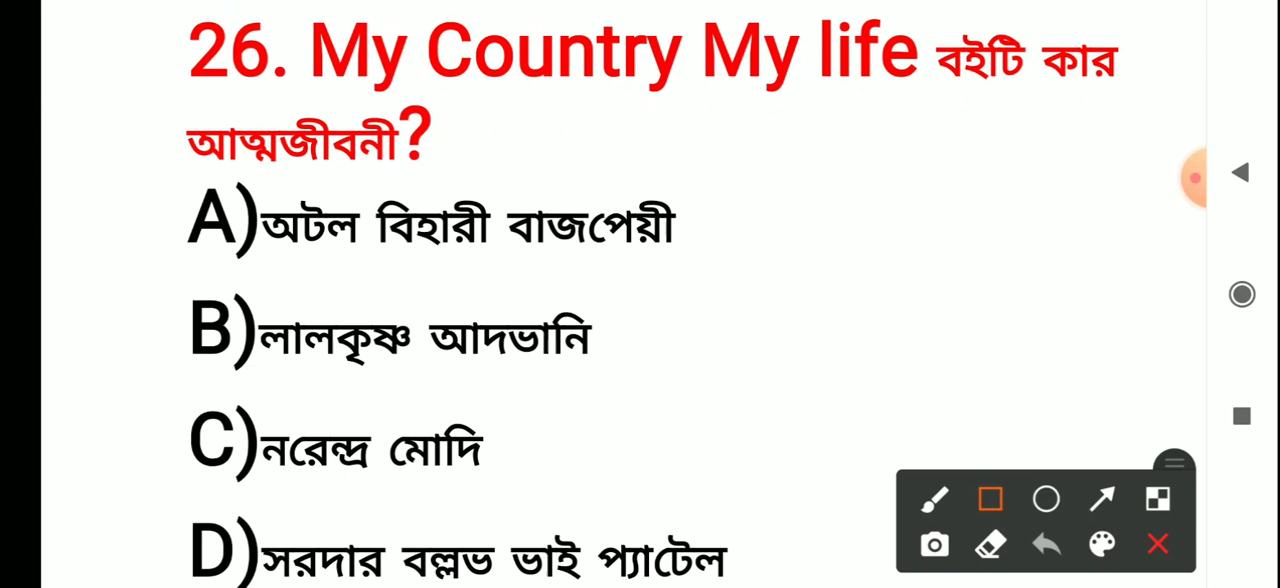 26. My Country My life বইটি কার
আত্মজীবনী?
A)অটল বিহারী বাজপেয়ী
B)লালকৃষ্ণ আদভানি
C)নরেন্দ্র মোদি
D)সরদার বল্লভ ভাই প্যাটেল